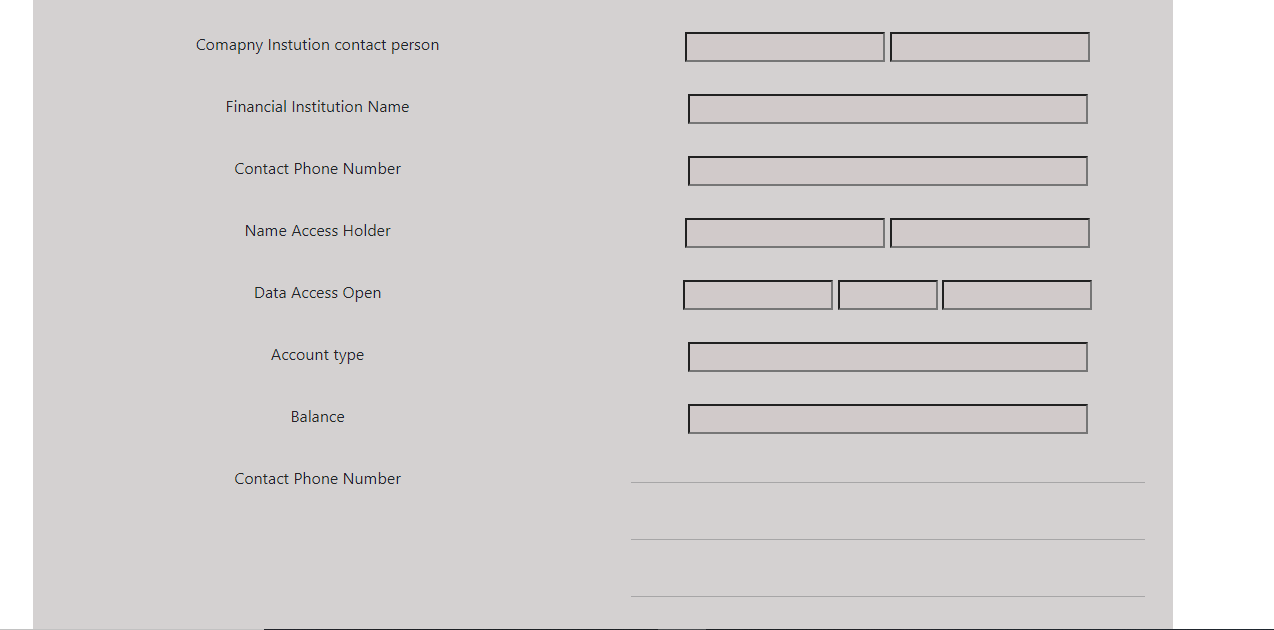 Comapny Instution contact person
Financial Institution Name
Contact Phone Number
Name Access Holder
Data Access Open
Account type
Balance
Contact Phone Number